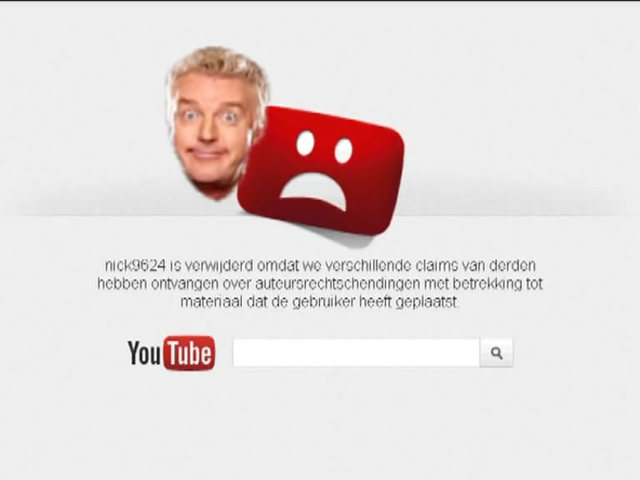 nick9624 is verwijderd omdat we verschillende claims van derden
hebben ontvangen over auteursrechtschendingen met betrekking tot
materiaal dat de gebruiker heeft geplaatst.
YouTube